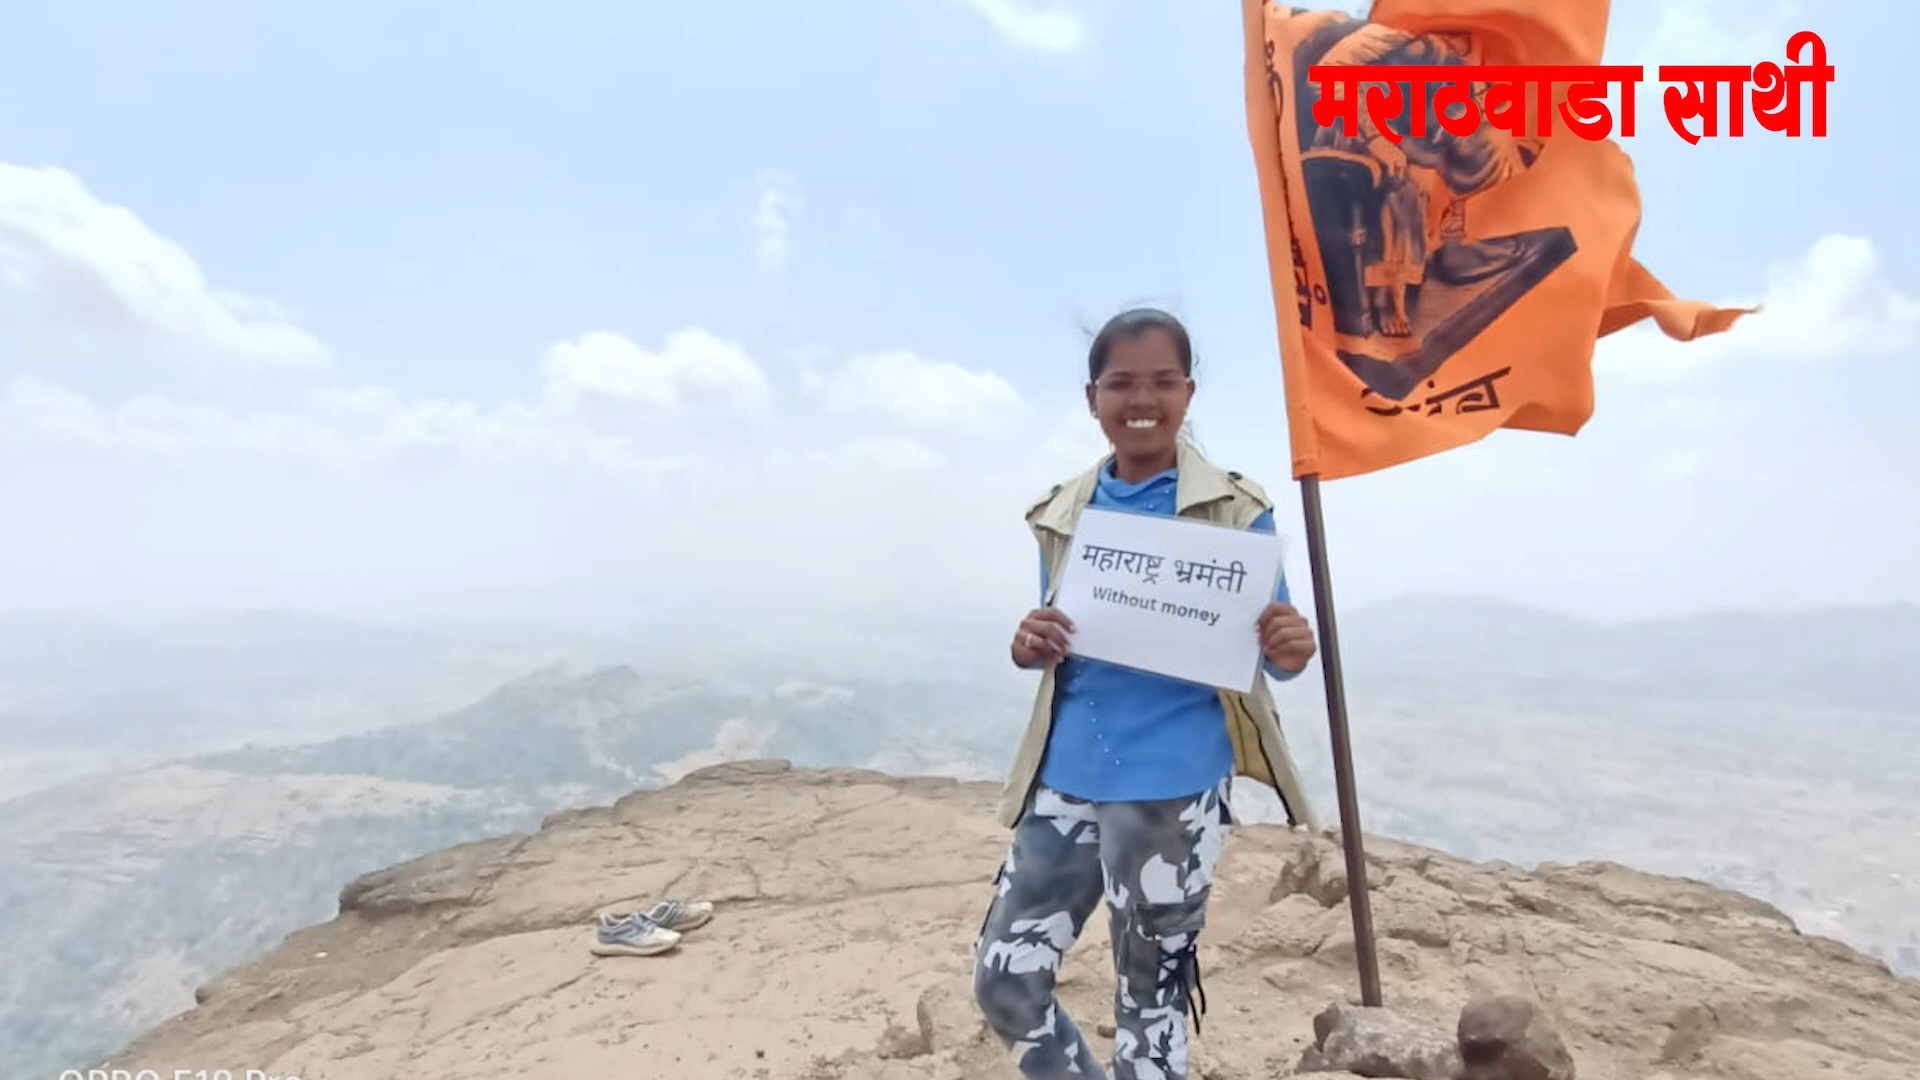 मराठवाडा साथी
महाराष्ट्र भ्रमंती
Without money